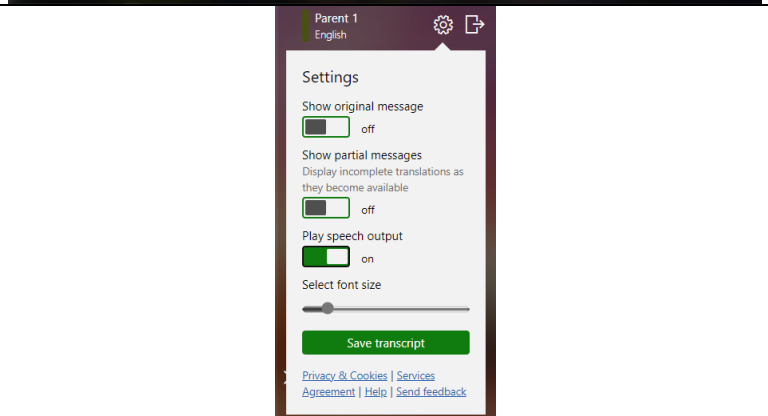 Parent 1
English
Settings
Show original message
off
Show partial messages
Display incomplete translations as
they become available
off
Play speech output
on
Select font size
Save transcript
Privacy & Cookies | Services
Agreement | Help | Send feedback